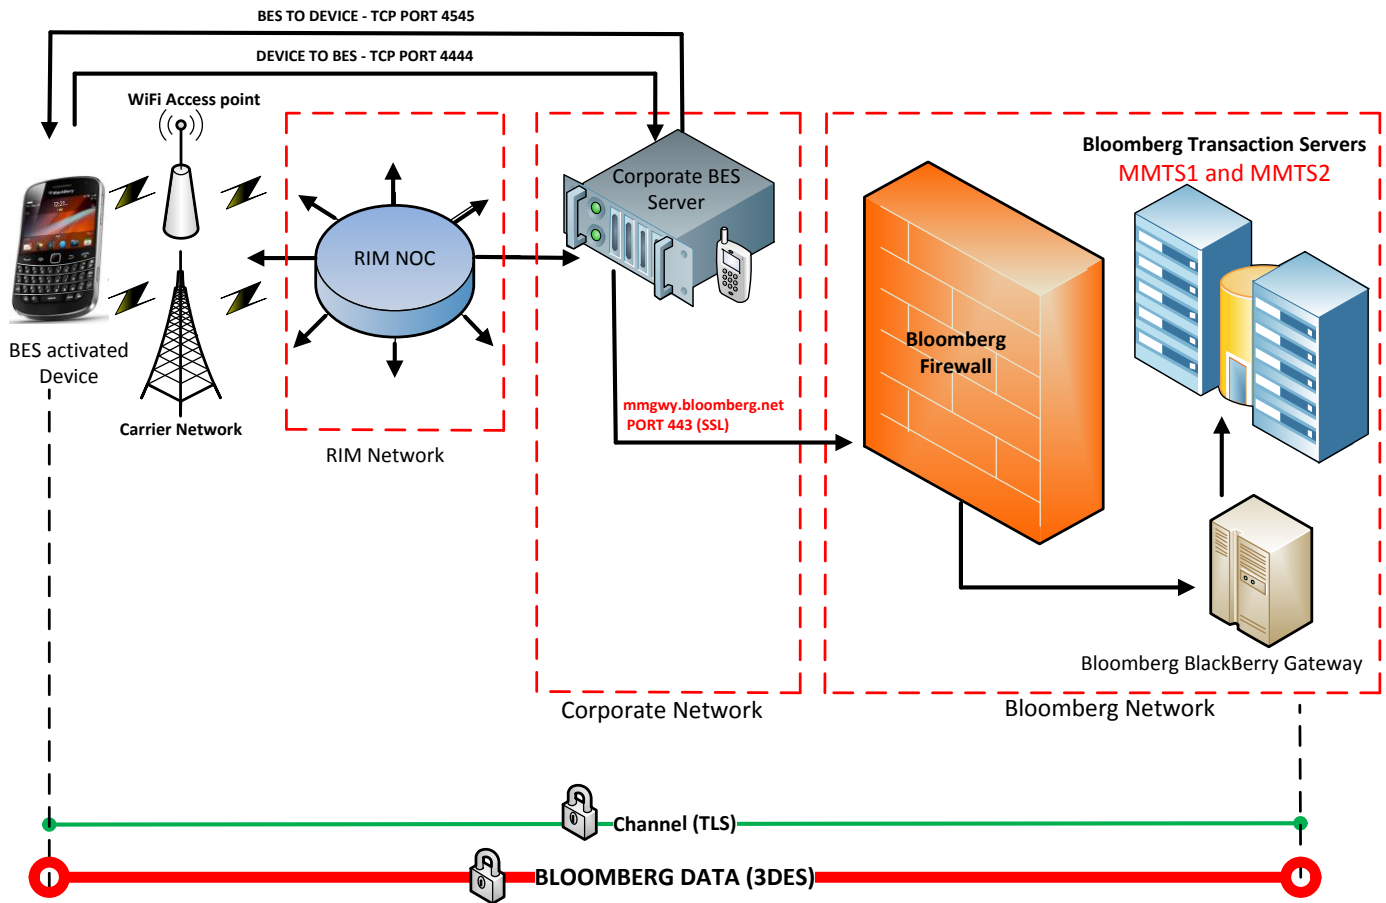 BES TO DEVICE - TCP PORT 4545
DEVICE TO BES - TCP PORT 4444
WiFi Access point
Bloomberg Transaction Servers
MMTS1 and MMTS2
Corporate BES
Server
RIM NOC
BES activated
Device
Carrier Network
RIM Network
mmgwy.bloomberg.net
PORT 443 (SSL)
Bloomberg
Firewall
Bloomberg BlackBerry Gateway
Corporate Network
Bloomberg Network
Channel (TLS)
BLOOMBERG DATA (3DES)